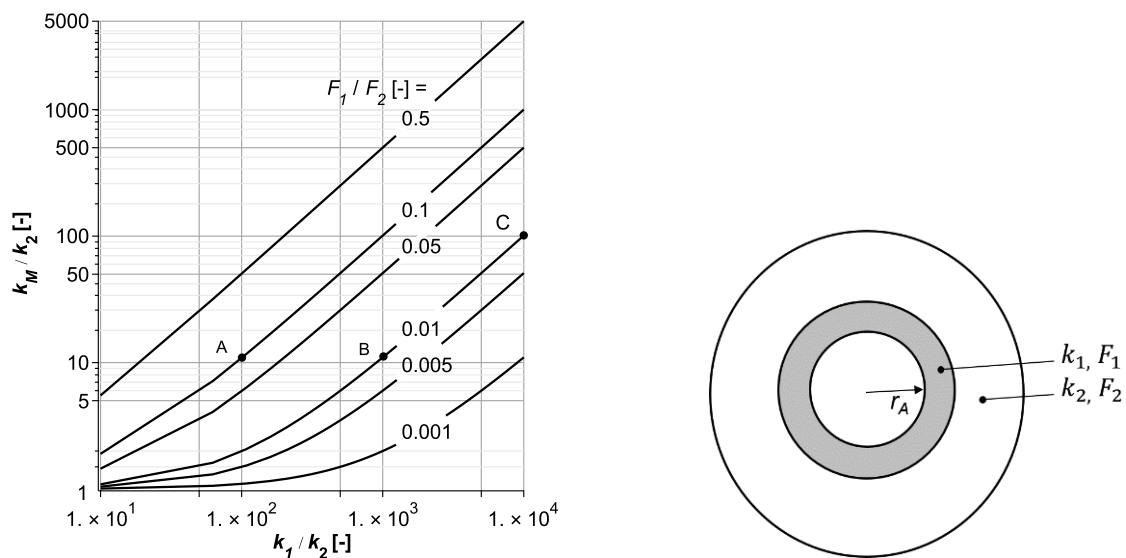 5000
1000
500
100
50
10
5
1
k_M / k_2 [-]
F_1 / F_2 [-] =
0.5
0.1
0.05
0.01
0.005
0.001
A
B
C
1. × 10^1
1. × 10^2
1. × 10^3
1. × 10^4
k_1 / k_2 [-]
r_A
k_1, F_1
k_2, F_2